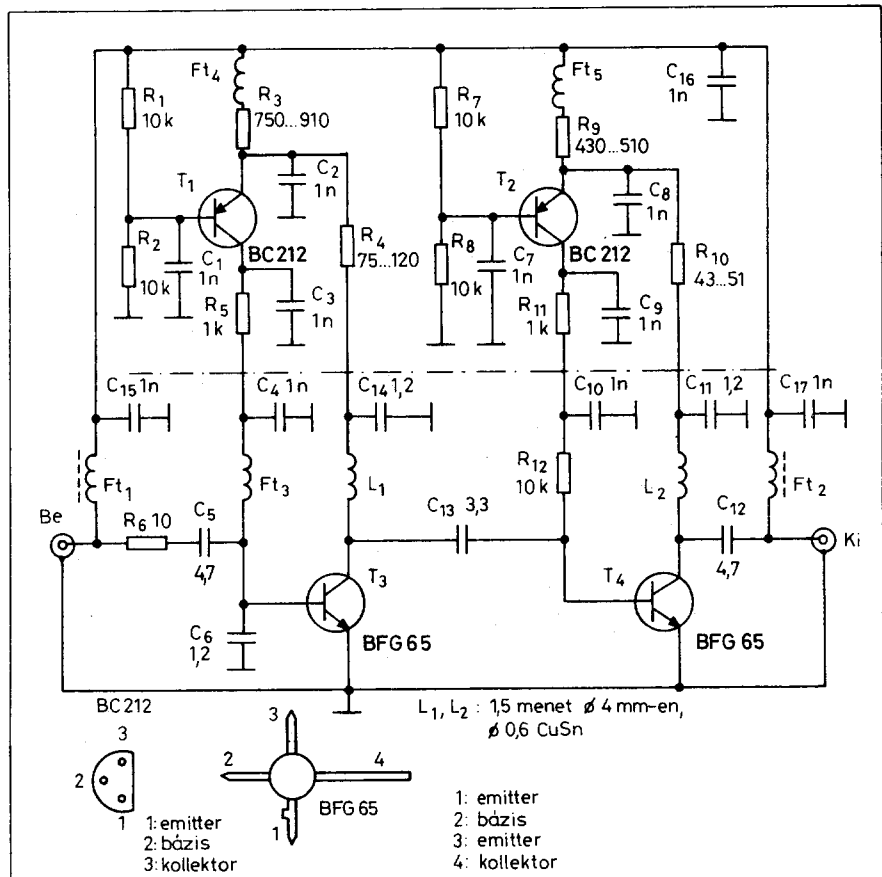 Ft4
R1
10k
R3
750...910
T1
C2
1n
R2
10k
C1
1n
BC 212
R4
75...120
R5
1k
C3
1n
R7
10k
Ft5
C16
1n
R9
430...510
T2
C8
1n
R8
10k
C7
1n
BC 212
R10
43...51
R11
1k
C9
1n
C15 1n
C4 1n
C14 1,2
C10 1n
C11 1,2
C17 1n
Ft1
Ft3
L1
R12
10k
L2
Ft2
Be
R6 10
C5
4,7
C13 3,3
C12
4,7
Ki
T3
T4
C6
1,2
BFG 65
BFG 65
L1, L2 : 1,5 menet ø 4 mm-en,
ø 0,6 CuSn
BC 212
3
2
1
1: emitter
2: bázis
3: kollektor
3
2
4
1
BFG 65
1: emitter
2: bázis
3: emitter
4: kollektor